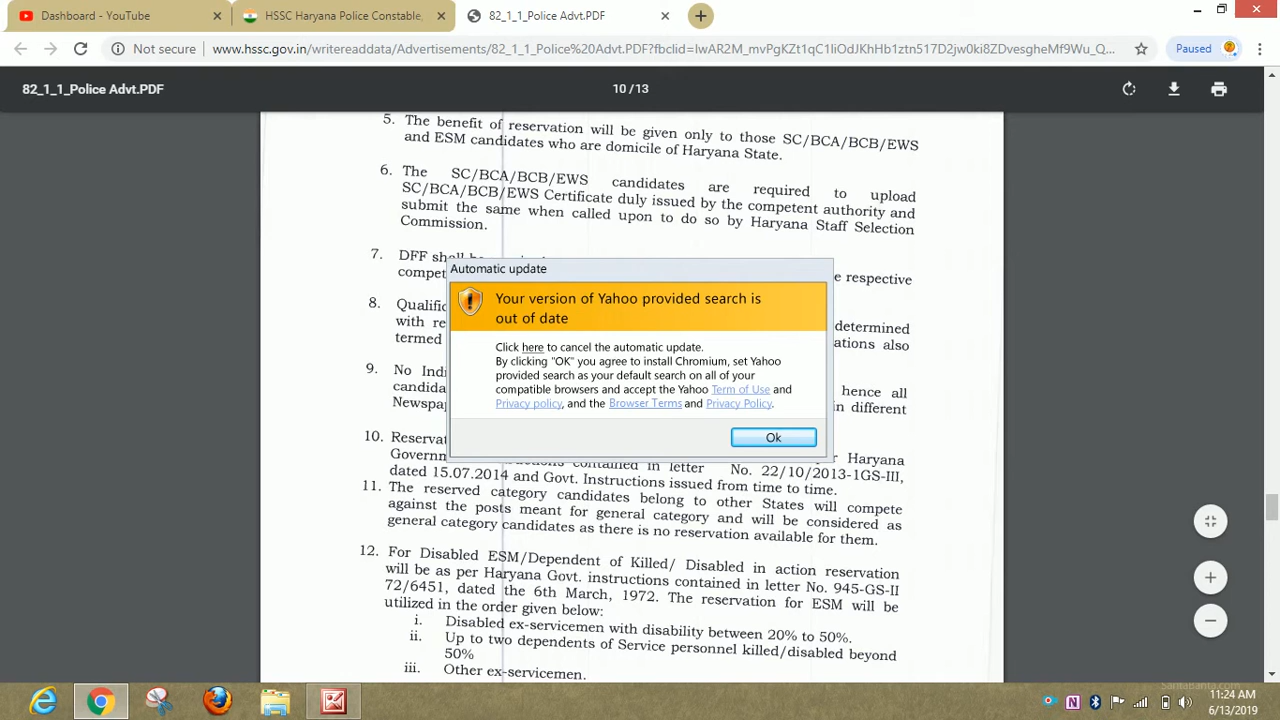 Dashboard - YouTube
HSSC Haryana Police Constable,
82_1_1_Police Advt.PDF
Not secure
www.hssc.gov.in/writereaddata/Advertisements/82_1_1_Police%20Advt.PDF?fbclid=
Paused
82_1_1_Police Advt.PDF
10 / 13
5. The benefit of reservation will be given only to those SC/BCA/BCB/EWS
and ESM candidates who are domicile of Haryana State.
6. The SC/BCA/BCB/EWS candidates are required to upload
SC/BCA/BCB/EWS Certificate duly issued by the competent authority and
submit the same when called upon to do so by Haryana Staff Selection
Commission.
7. DFF
respective
8.
determined
with
ations also
termed
9. No
hence all
in different
Automatic update
Your version of Yahoo provided search is
out of date
Click here to cancel the automatic update.
By clicking "OK" you agree to install Chromium, set Yahoo
provided search as your default search on all of your
compatible browsers and accept the Yahoo Term of Use and
Privacy policy, and the Browser Terms and Privacy Policy.
Ok
10.
Haryana
contained in letter No. 22/10/2013-1GS-III,
dated 15.07.2014 and Govt. Instructions issued from time to time.
11. The reserved category candidates belong to other States will compete
against the posts meant for general category and will be considered as
general category candidates as there is no reservation available for them.
12. For Disabled ESM/Dependent of Killed/ Disabled in action reservation
will be as per Haryana Govt. instructions contained in letter No. 945-GS-II
72/6451, dated the 6th March, 1972. The reservation for ESM will be
utilized in the order given below:
i. Disabled ex-servicemen with disability between 20% to 50%.
ii. Up to two dependents of Service personnel killed/disabled beyond
50%
iii. Other ex-servicemen.
SantaBanta.com
11:24 AM
6/13/2019